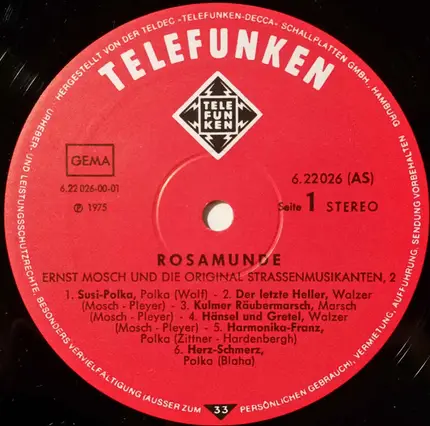 HERGESTELLT VON DER TELDEC »TELEFUNKEN-DECCA« SCHALLPLATTEN GMBH, HAMBURG
TELEFUNKEN
TELE
FUN
KEN
GEMA
6.22026-00-01
Ⓟ 1975
6.22026 (AS)
Seite 1 STEREO
ROSAMUNDE
ERNST MOSCH UND DIE ORIGINAL STRASSENMUSIKANTEN, 2
1. Susi-Polka, Polka (Wolf) - 2. Der letzte Heller, Walzer
(Mosch - Pleyer) - 3. Kulmer Räubermarsch, Marsch
(Mosch - Pleyer) - 4. Hänsel und Gretel, Walzer
(Mosch - Pleyer) - 5. Harmonika-Franz,
Polka (Zittner - Hardenbergh)
6. Herz-Schmerz,
Polka (Blaha)
URHEBER- UND LEISTUNGSSCHUTZRECHTE, BESONDERS VERVIELFÄLTIGUNG (AUSSER ZUM 33 PERSÖNLICHEN GEBRAUCH), VERMIETUNG, AUFFÜHRUNG, SENDUNG VORBEHALTEN